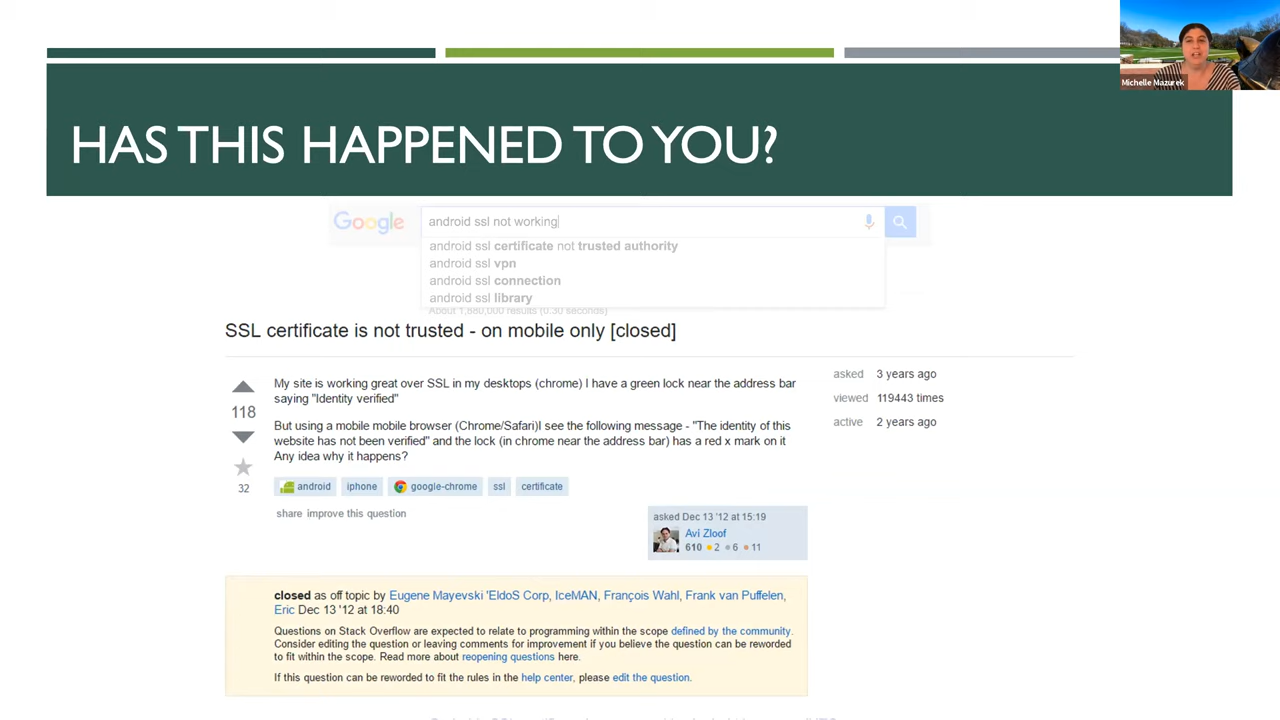 Michelle Mazurek
HAS THIS HAPPENED TO YOU?
Google
android ssl not working
android ssl certificate not trusted authority
android ssl vpn
android ssl connection
android ssl library
About 1,880,000 results (0.30 seconds)
SSL certificate is not trusted - on mobile only [closed]
118
32
My site is working great over SSL in my desktops (chrome) I have a green lock near the address bar
saying "Identity verified"
But using a mobile mobile browser (Chrome/Safari)I see the following message - "The identity of this
website has not been verified" and the lock (in chrome near the address bar) has a red x mark on it
Any idea why it happens?
android iphone google-chrome ssl certificate
share improve this question
asked Dec 13 '12 at 15:19
Avi Zloof
610 2 6 11
asked 3 years ago
viewed 119443 times
active 2 years ago
closed as off topic by Eugene Mayevski 'EldoS Corp, IceMAN, François Wahl, Frank van Puffelen,
Eric Dec 13 '12 at 18:40
Questions on Stack Overflow are expected to relate to programming within the scope defined by the community.
Consider editing the question or leaving comments for improvement if you believe the question can be reworded
to fit within the scope. Read more about reopening questions here.
If this question can be reworded to fit the rules in the help center, please edit the question.